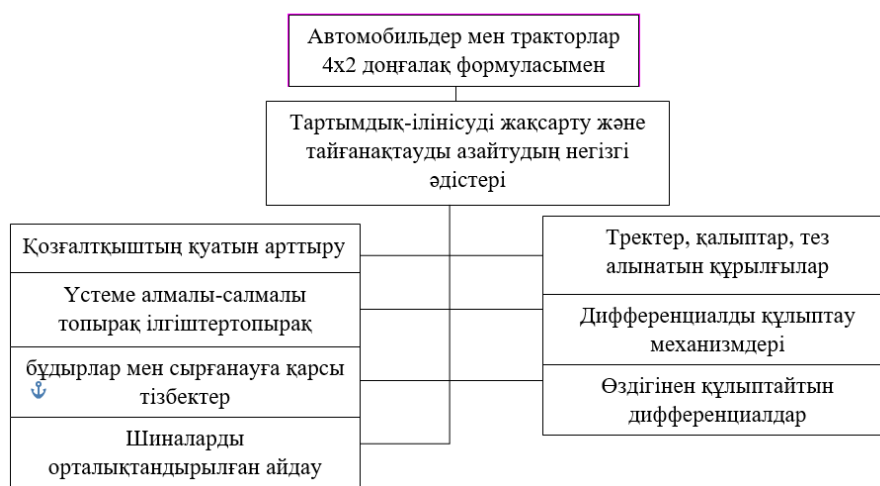 Автомобильдер мен тракторлар
4х2 доңғалақ формуласымен
Тартымдық-ілінісуді жақсарту және
тайғанақтауды азайтудың негізгі
әдістері
Қозғалтқыштың қуатын арттыру
Үстеме алмалы-салмалы
топырақ ілгіштертопырақ
бұдырлар мен сырғанауға қарсы
тізбектер
Шиналарды
орталықтандырылған айдау
Тректер, қалыптар, тез
алынатын құрылғылар
Дифференциалды құлыптау
механизмдері
Өздігінен құлыптайтын
дифференциалдар